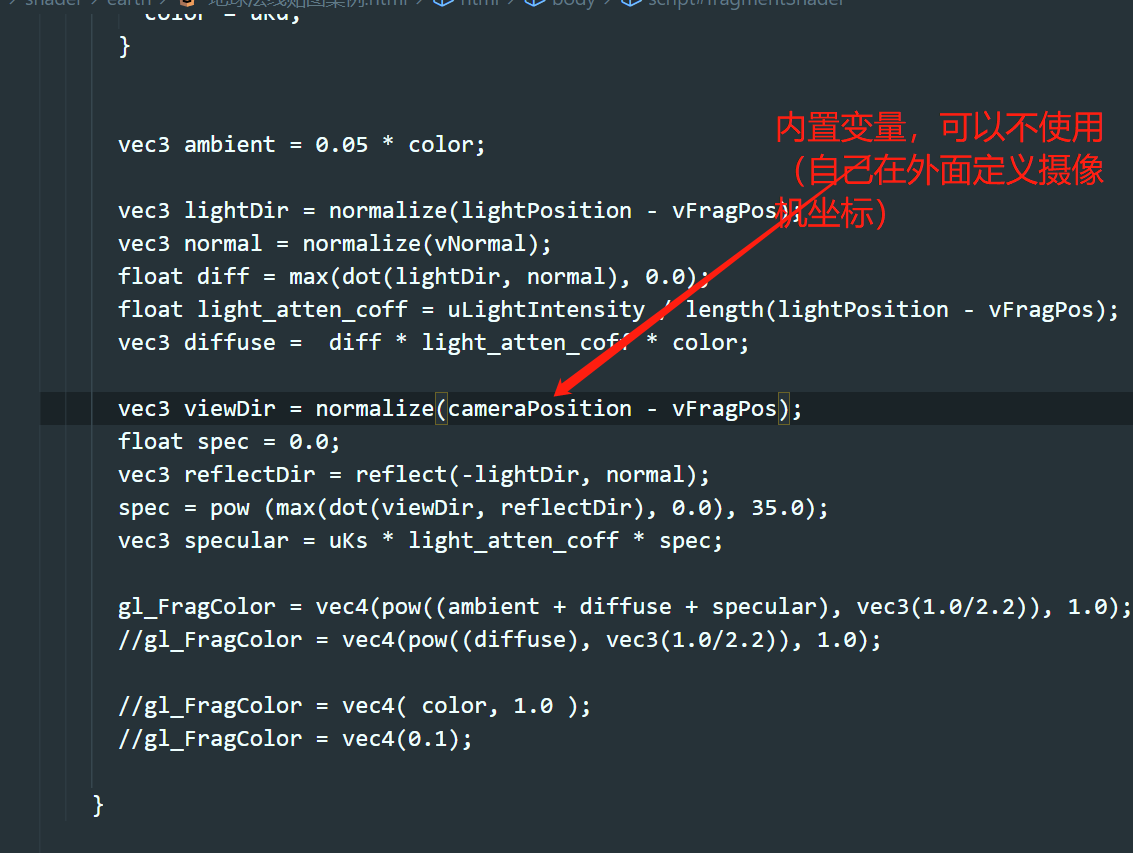 shader > earth > 地球法线贴图案例.html > html > body > script#fragmentShader
color = uKd;
}
内置变量，可以不使用
（自己在外面定义摄像
机坐标）
vec3 ambient = 0.05 * color;
vec3 lightDir = normalize(lightPosition - vFragPos);
vec3 normal = normalize(vNormal);
float diff = max(dot(lightDir, normal), 0.0);
float light_atten_coff = uLightIntensity / length(lightPosition - vFragPos);
vec3 diffuse =  diff * light_atten_coff * color;
vec3 viewDir = normalize(cameraPosition - vFragPos);
float spec = 0.0;
vec3 reflectDir = reflect(-lightDir, normal);
spec = pow (max(dot(viewDir, reflectDir), 0.0), 35.0);
vec3 specular = uKs * light_atten_coff * spec;
gl_FragColor = vec4(pow((ambient + diffuse + specular), vec3(1.0/2.2)), 1.0);
//gl_FragColor = vec4(pow((diffuse), vec3(1.0/2.2)), 1.0);
//gl_FragColor = vec4( color, 1.0 );
//gl_FragColor = vec4(0.1);
}